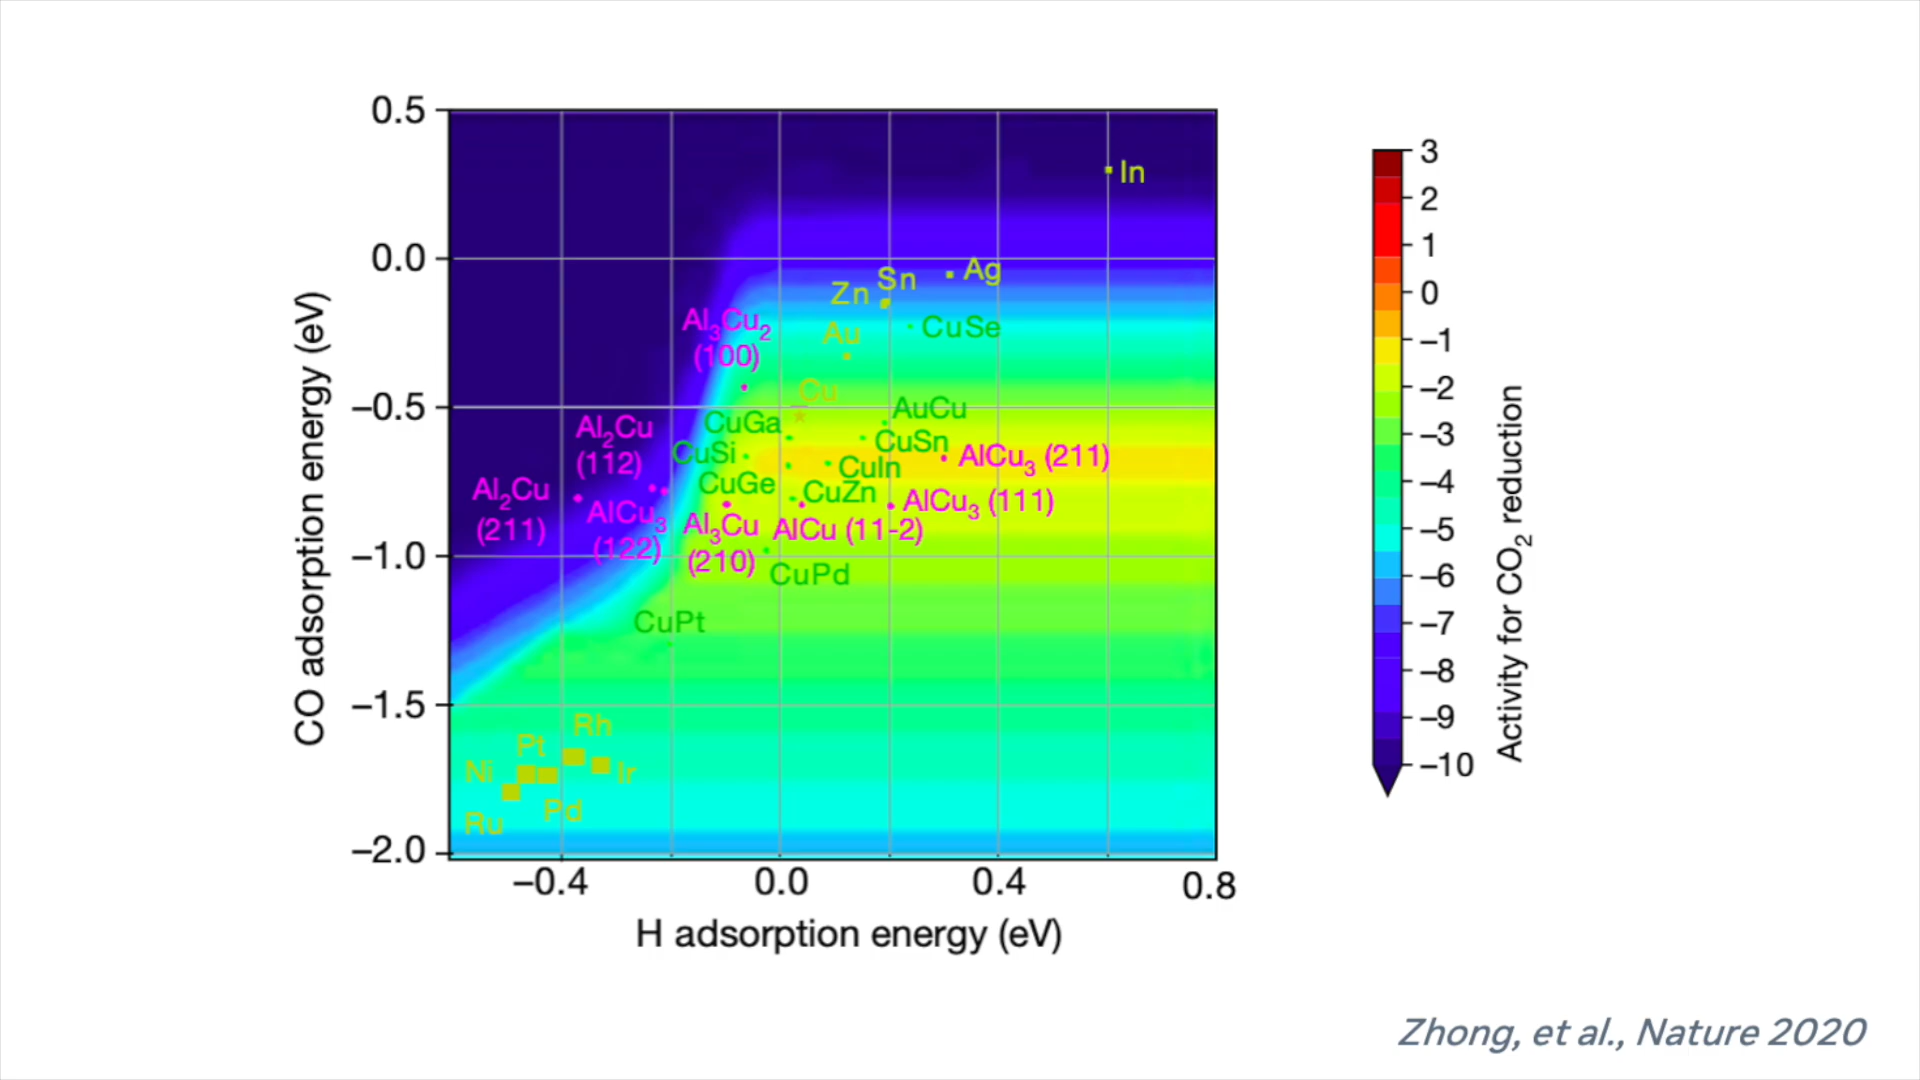 0.5
0.0
−0.5
−1.0
−1.5
−2.0
CO adsorption energy (eV)
−0.4
0.0
0.4
0.8
H adsorption energy (eV)
In
Ag
Sn
Zn
CuSe
Au
Al3Cu2
(100)
Cu
AuCu
CuGa
CuSn
Al2Cu
(112)
CuSi
CuIn
AlCu3 (211)
CuGe
CuZn
Al2Cu
(211)
AlCu3
(122)
AlCu3 (111)
Al3Cu
(210)
AlCu (11-2)
CuPd
CuPt
Rh
Pt
Ni
Ir
Pd
Ru
3
2
1
0
−1
−2
−3
−4
−5
−6
−7
−8
−9
−10
Activity for CO2 reduction
Zhong, et al., Nature 2020